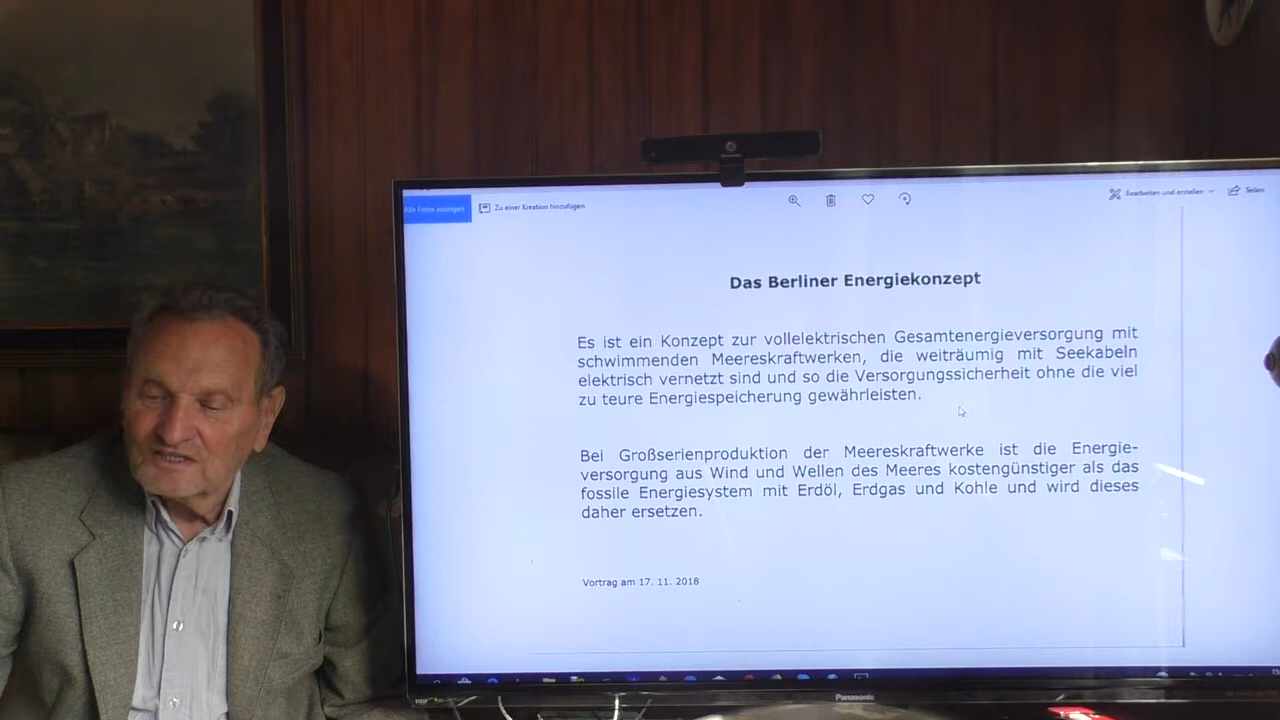 Alle Fotos anzeigen
Zu einer Kreation hinzufügen
Bearbeiten und erstellen
Teilen
Das Berliner Energiekonzept
Es ist ein Konzept zur vollelektrischen Gesamtenergieversorgung mit
schwimmenden Meereskraftwerken, die weiträumig mit Seekabeln
elektrisch vernetzt sind und so die Versorgungssicherheit ohne die viel
zu teure Energiespeicherung gewährleisten.
Bei Großserienproduktion der Meereskraftwerke ist die Energie-
versorgung aus Wind und Wellen des Meeres kostengünstiger als das
fossile Energiesystem mit Erdöl, Erdgas und Kohle und wird dieses
daher ersetzen.
Vortrag am 17. 11. 2018
Panasonic